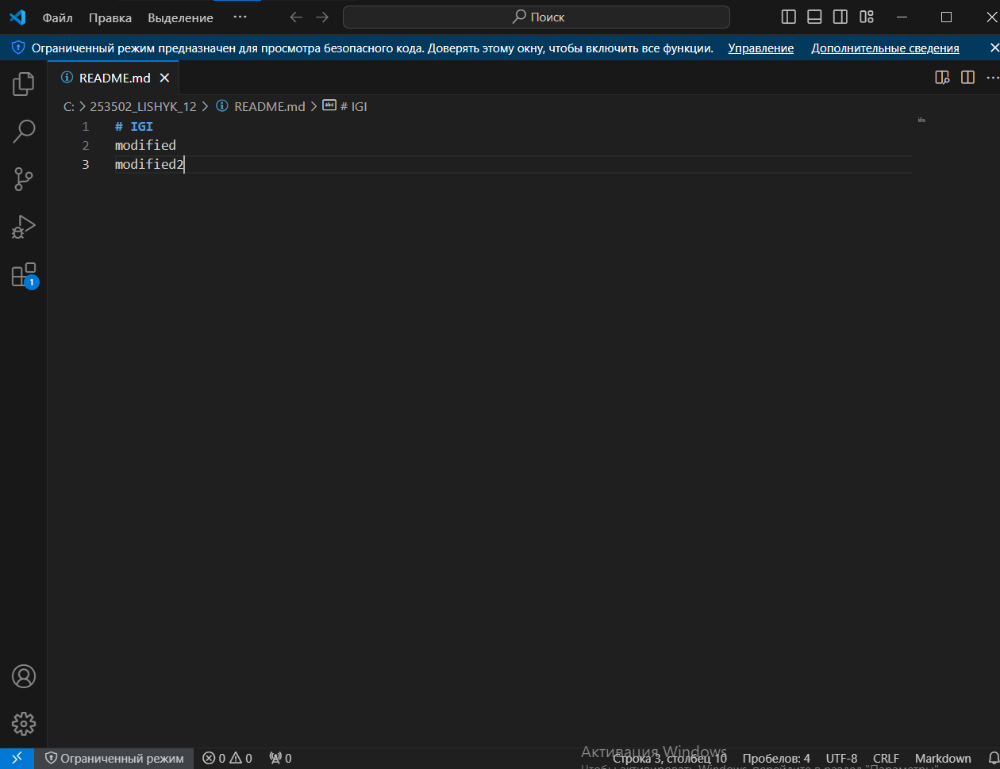 Файл Правка Выделение ··· Поиск
Ограниченный режим предназначен для просмотра безопасного кода. Доверять этому окну, чтобы включить все функции. Управление Дополнительные сведения
README.md
C: > 253502_LISHYK_12 > README.md > # IGI
1 # IGI
2 modified
3 modified2
1
Активация Windows
Чтобы активировать Windows, перейдите в раздел "Параметры".
Ограниченный режим 0 0 0 Строка 3, столбец 10 Пробелов: 4 UTF-8 CRLF Markdown